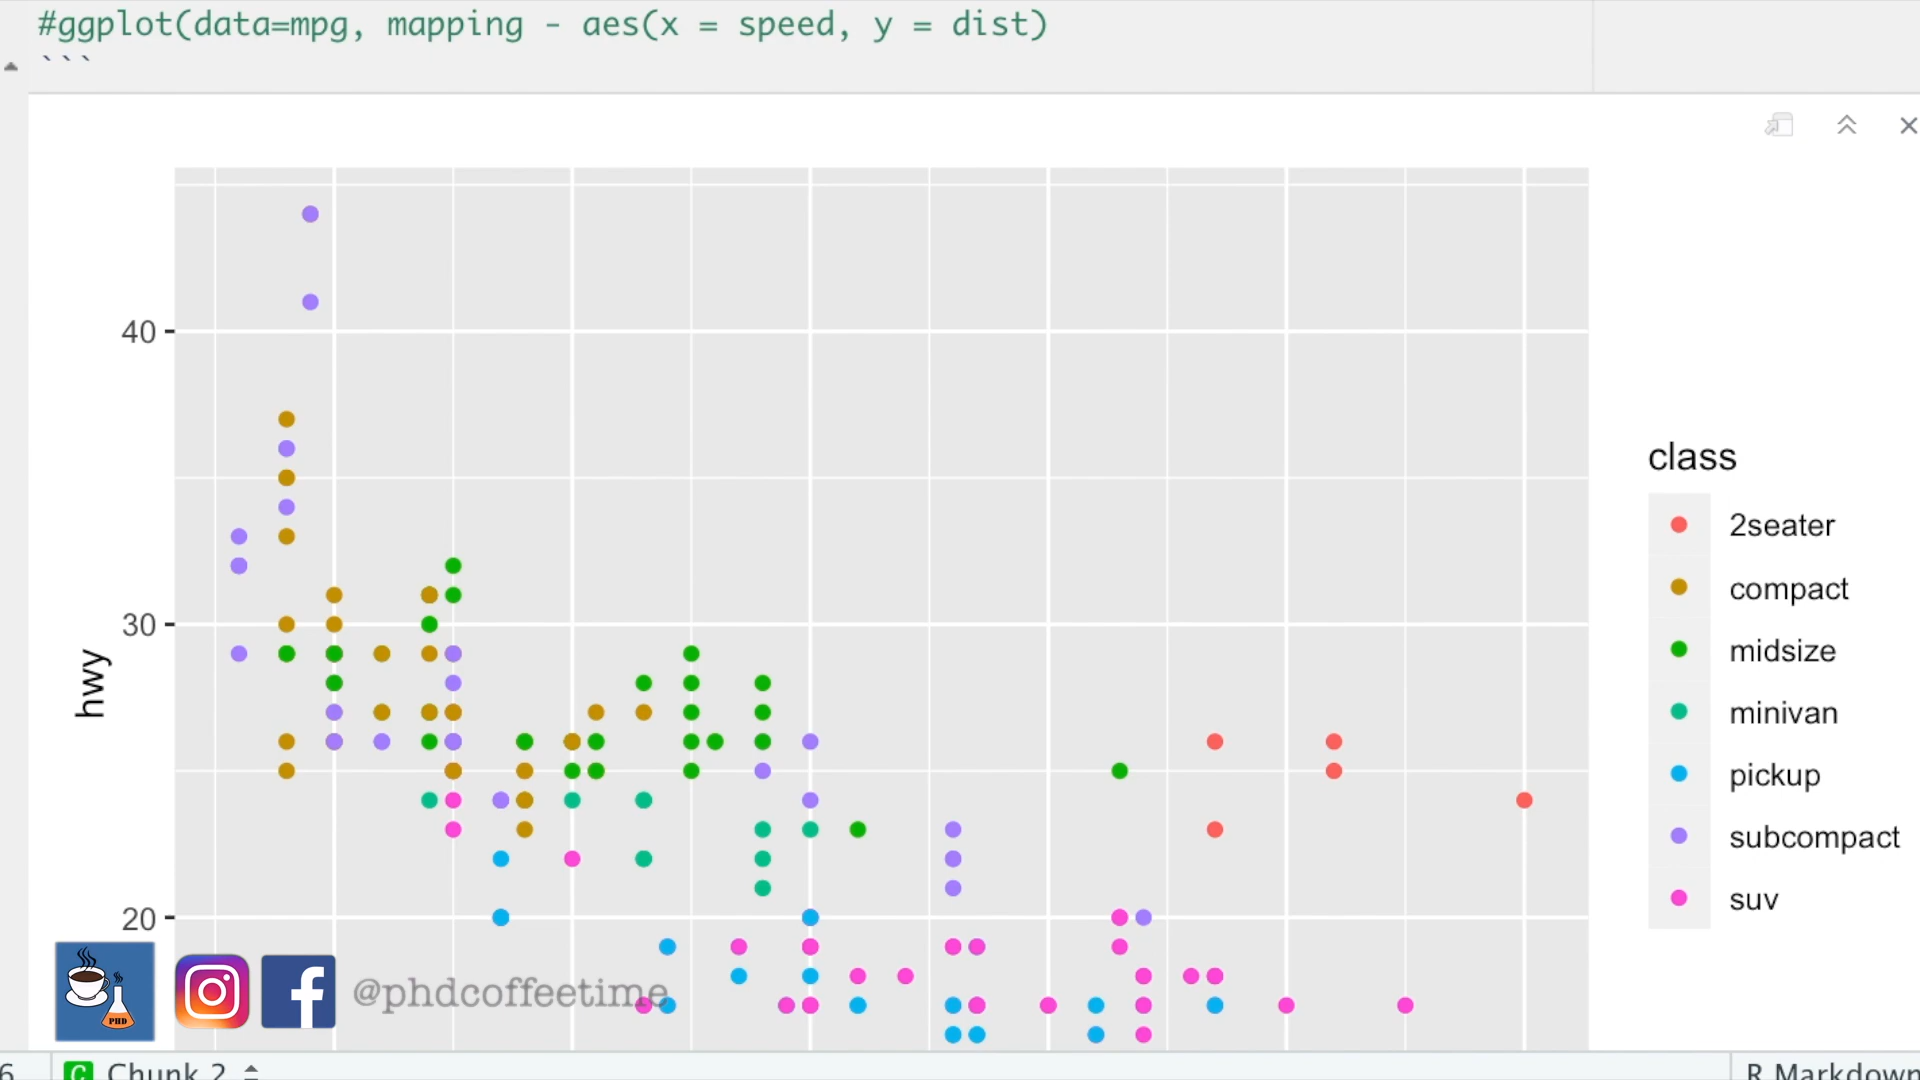 #ggplot(data=mpg, mapping - aes(x = speed, y = dist)
```
40
30
20
hwy
class
2seater
compact
midsize
minivan
pickup
subcompact
suv
PHD
@phdcoffeetime
6
C Chunk 2
R Markdown